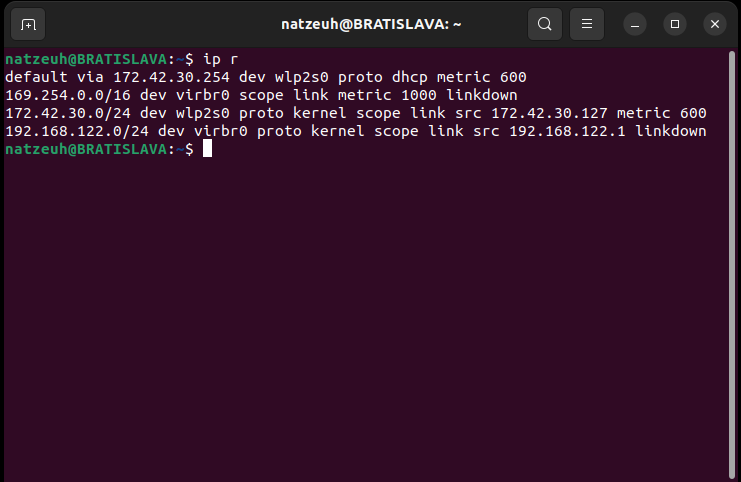 natzeuh@BRATISLAVA: ~
natzeuh@BRATISLAVA:~$ ip r
default via 172.42.30.254 dev wlp2s0 proto dhcp metric 600
169.254.0.0/16 dev virbr0 scope link metric 1000 linkdown
172.42.30.0/24 dev wlp2s0 proto kernel scope link src 172.42.30.127 metric 600
192.168.122.0/24 dev virbr0 proto kernel scope link src 192.168.122.1 linkdown
natzeuh@BRATISLAVA:~$